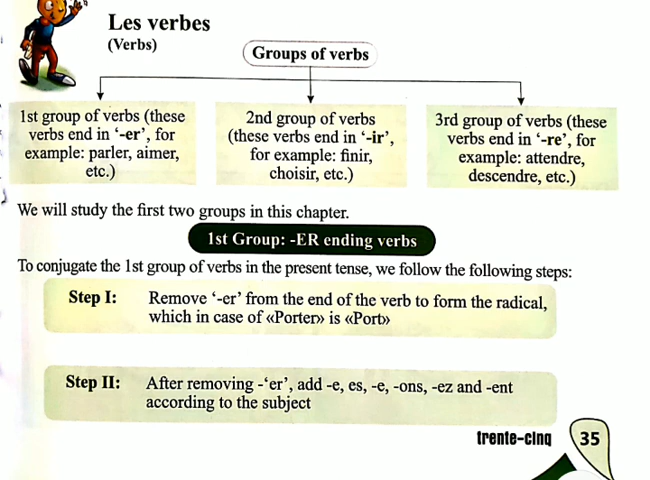 Les verbes
(Verbs)
Groups of verbs
1st group of verbs (these
verbs end in ‘-er’, for
example: parler, aimer,
etc.)
2nd group of verbs
(these verbs end in ‘-ir’,
for example: finir,
choisir, etc.)
3rd group of verbs (these
verbs end in ‘-re’, for
example: attendre,
descendre, etc.)
We will study the first two groups in this chapter.
1st Group: -ER ending verbs
To conjugate the 1st group of verbs in the present tense, we follow the following steps:
Step I: Remove ‘-er’ from the end of the verb to form the radical,
which in case of «Porter» is «Port»
Step II: After removing -‘er’, add -e, es, -e, -ons, -ez and -ent
according to the subject
trente-cinq 35